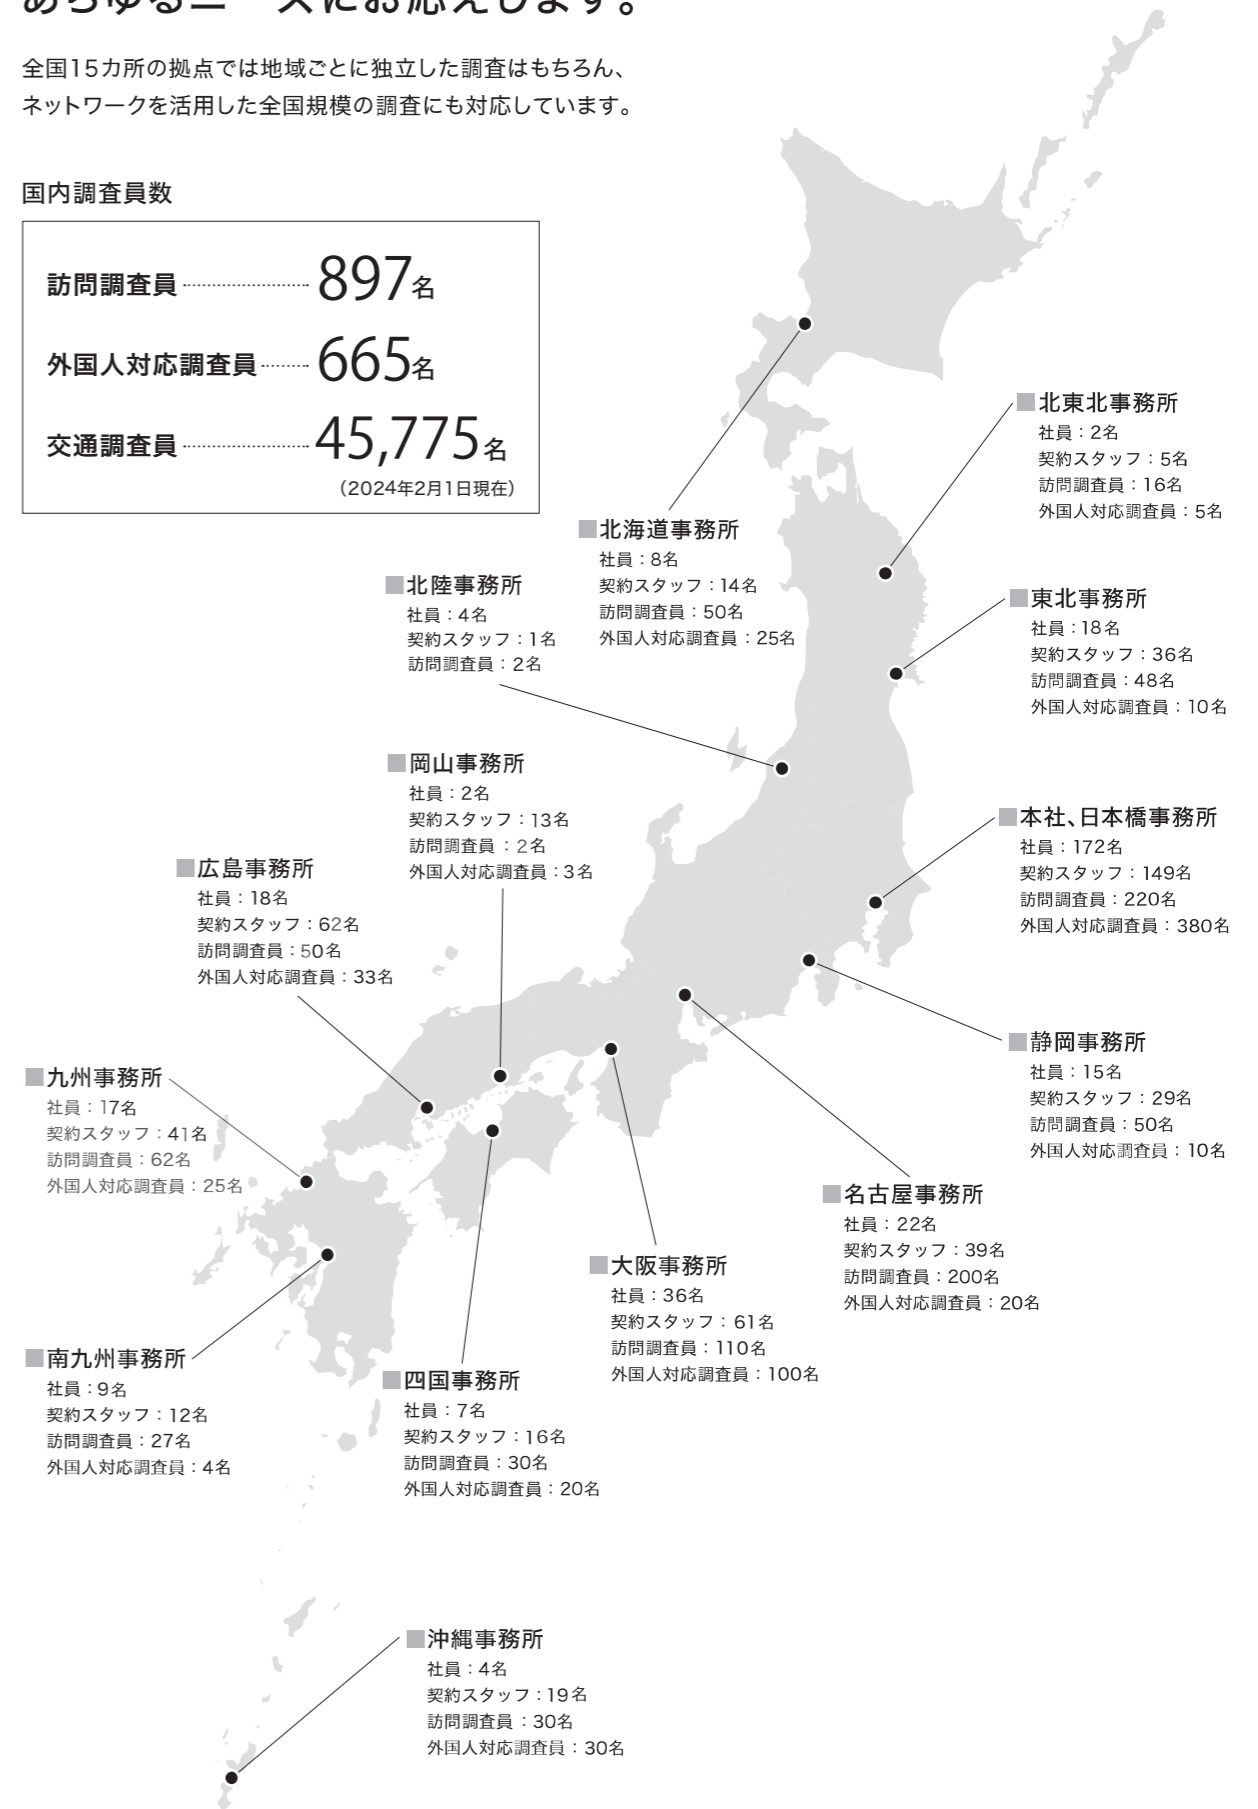 あらゆるニーズにお応えします。
全国15カ所の拠点では地域ごとに独立した調査はもちろん、
ネットワークを活用した全国規模の調査にも対応しています。
国内調査員数
訪問調査員 897名
外国人対応調査員 665名
交通調査員 45,775名
（2024年2月1日現在）
■北東北事務所
社員：2名
契約スタッフ：5名
訪問調査員：16名
外国人対応調査員：5名
■北海道事務所
社員：8名
契約スタッフ：14名
訪問調査員：50名
外国人対応調査員：25名
■北陸事務所
社員：4名
契約スタッフ：1名
訪問調査員：2名
■東北事務所
社員：18名
契約スタッフ：36名
訪問調査員：48名
外国人対応調査員：10名
■岡山事務所
社員：2名
契約スタッフ：13名
訪問調査員：2名
外国人対応調査員：3名
■本社、日本橋事務所
社員：172名
契約スタッフ：149名
訪問調査員：220名
外国人対応調査員：380名
■広島事務所
社員：18名
契約スタッフ：62名
訪問調査員：50名
外国人対応調査員：33名
■静岡事務所
社員：15名
契約スタッフ：29名
訪問調査員：50名
外国人対応調査員：10名
■九州事務所
社員：17名
契約スタッフ：41名
訪問調査員：62名
外国人対応調査員：25名
■名古屋事務所
社員：22名
契約スタッフ：39名
訪問調査員：200名
外国人対応調査員：20名
■大阪事務所
社員：36名
契約スタッフ：61名
訪問調査員：110名
外国人対応調査員：100名
■南九州事務所
社員：9名
契約スタッフ：12名
訪問調査員：27名
外国人対応調査員：4名
■四国事務所
社員：7名
契約スタッフ：16名
訪問調査員：30名
外国人対応調査員：20名
■沖縄事務所
社員：4名
契約スタッフ：19名
訪問調査員：30名
外国人対応調査員：30名